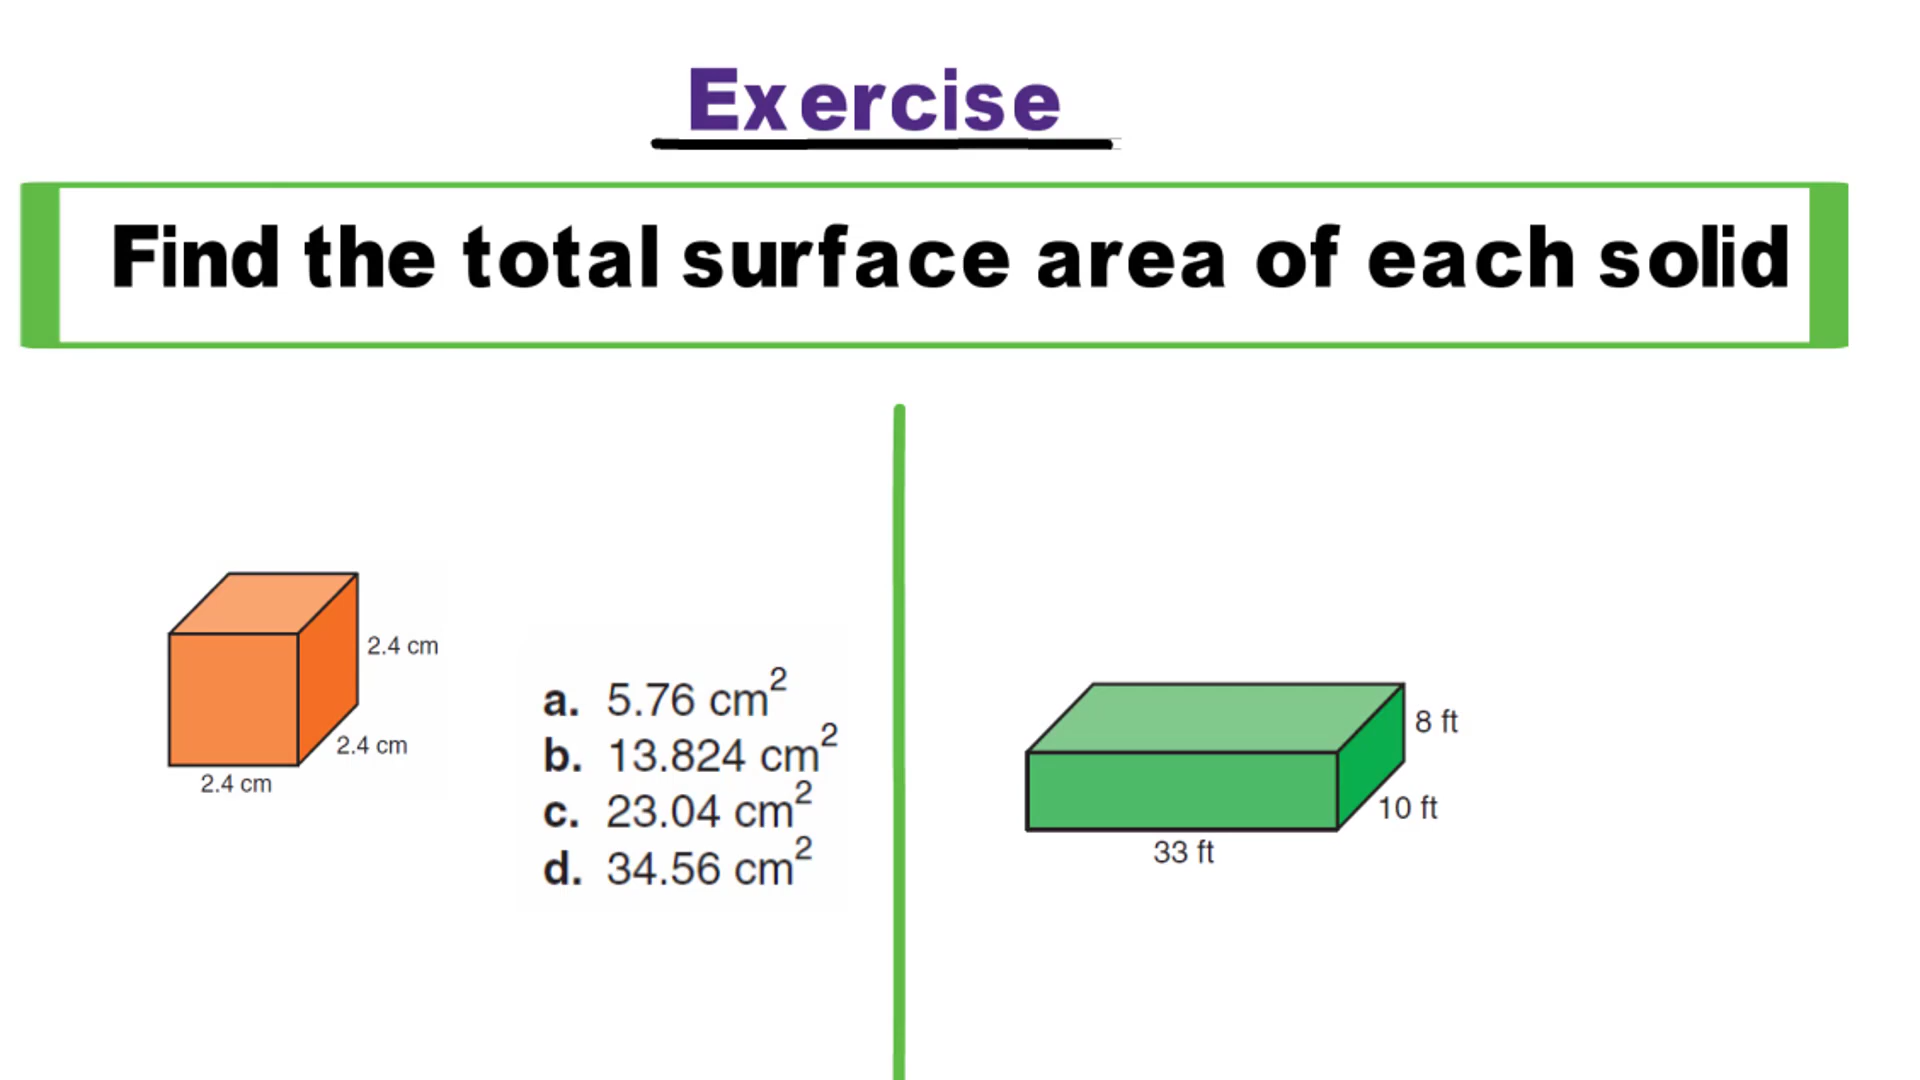 Exercise
Find the total surface area of each solid
2.4 cm
2.4 cm
2.4 cm
a. 5.76 cm²
b. 13.824 cm²
c. 23.04 cm²
d. 34.56 cm²
8 ft
10 ft
33 ft